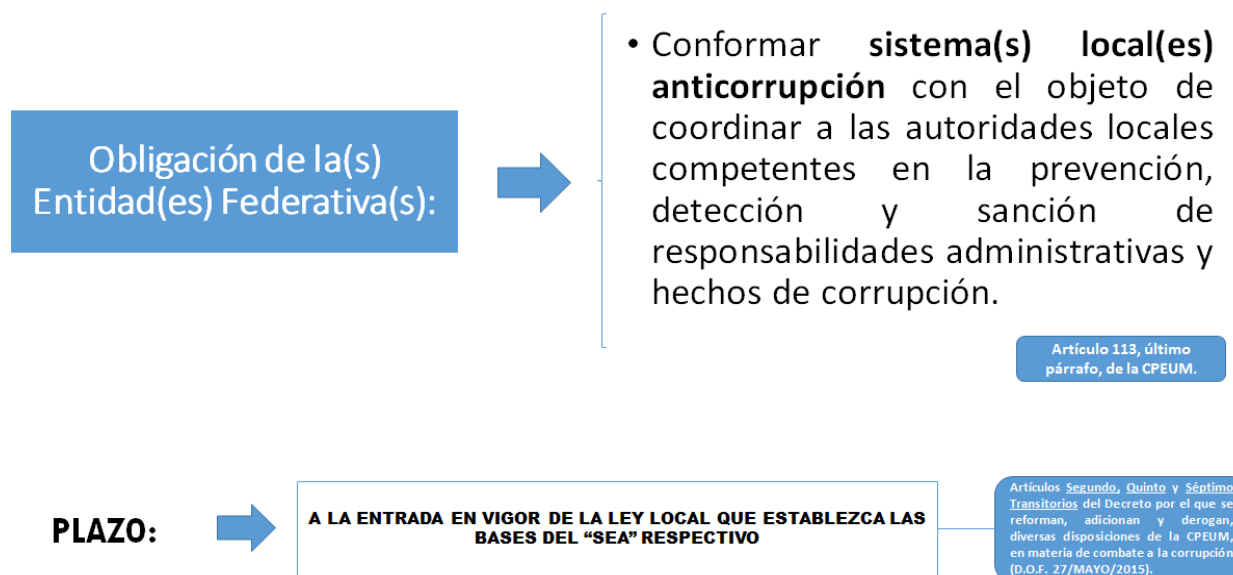 Obligación de la(s)
Entidad(es) Federativa(s):
• Conformar sistema(s) local(es)
anticorrupción con el objeto de
coordinar a las autoridades locales
competentes en la prevención,
detección y sanción de
responsabilidades administrativas y
hechos de corrupción.
Artículo 113, último
párrafo, de la CPEUM.
PLAZO:
A LA ENTRADA EN VIGOR DE LA LEY LOCAL QUE ESTABLEZCA LAS
BASES DEL “SEA” RESPECTIVO
Artículos Segundo, Quinto y Séptimo
Transitorios del Decreto por el que se
reforman, adicionan y derogan,
diversas disposiciones de la CPEUM,
en materia de combate a la corrupción
(D.O.F. 27/MAYO/2015).